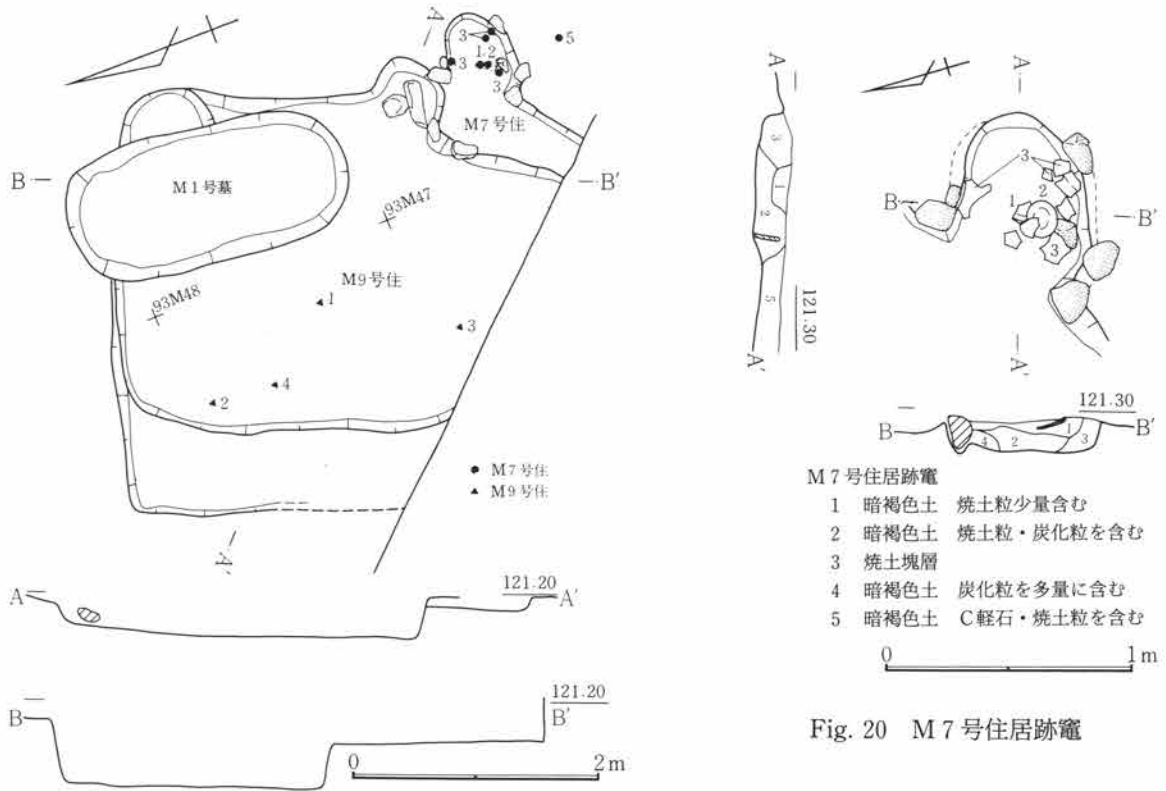 A
3
5
1 2
3
3
M7号住
B
B'
M1号墓
93M47
M9号住
93M48
1
3
4
2
● M7号住
▲ M9号住
A'
A
121.20
A'
B
121.20
B'
0
2m
A
3
1
2
5
121.30
A'
A
3
2
B
1
B'
3
A'
121.30
B
4
2
1
3
B'
M7号住居跡竈
1 暗褐色土 焼土粒少量含む
2 暗褐色土 焼土粒・炭化粒を含む
3 焼土塊層
4 暗褐色土 炭化粒を多量に含む
5 暗褐色土 C軽石・焼土粒を含む
0
1m
Fig. 20 M7号住居跡竈